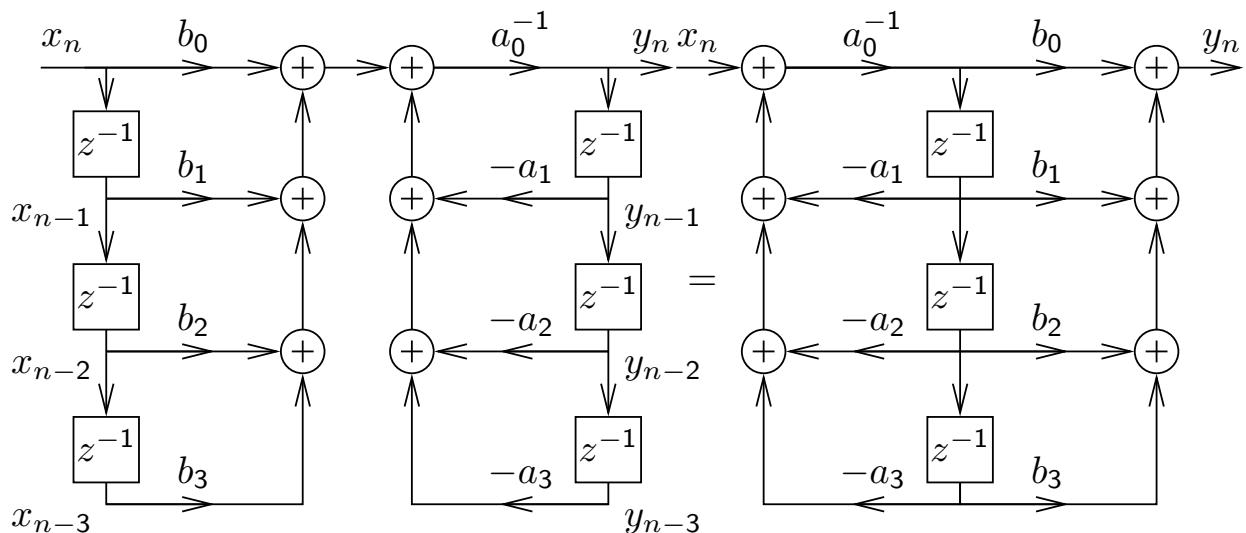 x_n b_0 a_0^{-1} y_n x_n a_0^{-1} b_0 y_n
+ + + +
z^{-1} z^{-1} z^{-1}
b_1 -a_1 -a_1 b_1
+ + + +
x_{n-1} y_{n-1}
z^{-1} z^{-1} = z^{-1}
b_2 -a_2 -a_2 b_2
+ + + +
x_{n-2} y_{n-2}
z^{-1} z^{-1} z^{-1}
b_3 -a_3 -a_3 b_3
x_{n-3} y_{n-3}